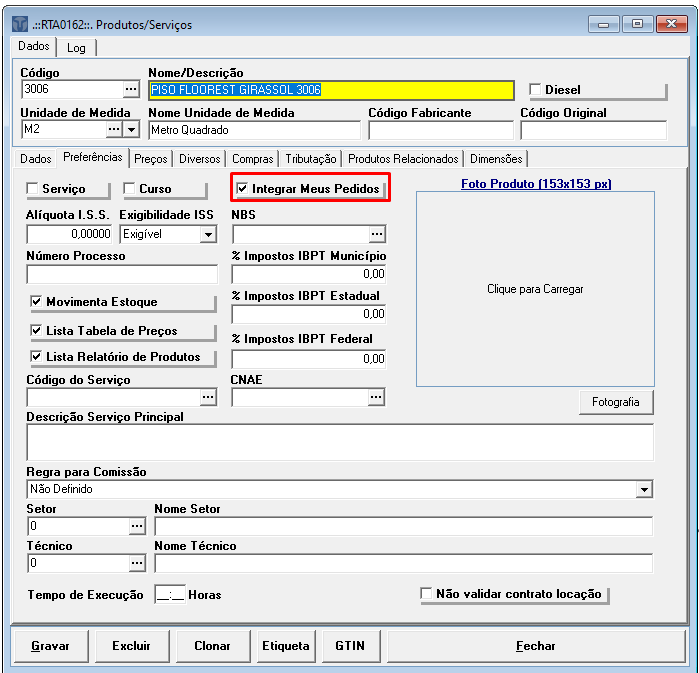 .::RTA0162::. Produtos/Serviços
Dados Log
Código Nome/Descrição
3006 ... PISO FLOOREST GIRASSOL 3006 Diesel
Unidade de Medida Nome Unidade de Medida Código Fabricante Código Original
M2 ... Metro Quadrado
Dados Preferências Preços Diversos Compras Tributação Produtos Relacionados Dimensões
Serviço Curso Integrar Meus Pedidos Foto Produto (153x153 px)
Alíquota I.S.S. Exigibilidade ISS NBS
0,00000 Exigível ...
Número Processo % Impostos IBPT Município
0,00
Clique para Carregar
Movimenta Estoque % Impostos IBPT Estadual
0,00
Lista Tabela de Preços % Impostos IBPT Federal
Lista Relatório de Produtos 0,00
Código do Serviço CNAE
... ...
Fotografia
Descrição Serviço Principal
Regra para Comissão
Não Definido
Setor Nome Setor
0 ...
Técnico Nome Técnico
0 ...
Tempo de Execução __:__ Horas Não validar contrato locação
Gravar Excluir Clonar Etiqueta GTIN Fechar